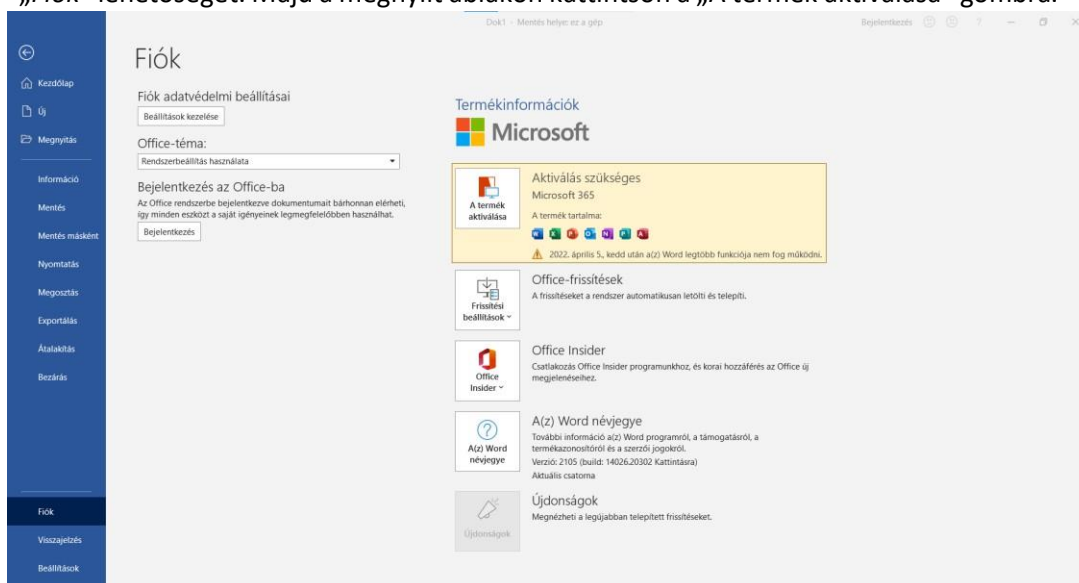 „Fiók” lehetőséget. Majd a megnyílt ablakon kattintson a „A termék aktiválása” gombra.
Dok1 - Mentés helye: ez a gép
Bejelentkezés
?
Fiók
Kezdőlap
Új
Megnyitás
Információ
Mentés
Mentés másként
Nyomtatás
Megosztás
Exportálás
Átalakítás
Bezárás
Fiók
Visszajelzés
Beállítások
Fiók adatvédelmi beállításai
Beállítások kezelése
Office-téma:
Rendszerbeállítás használata
Bejelentkezés az Office-ba
Az Office rendszerbe bejelentkezve dokumentumait bárhonnan elérheti,
így minden eszközt a saját igényeinek legmegfelelőbben használhat.
Bejelentkezés
Termékinformációk
Microsoft
A termék
aktiválása
Aktiválás szükséges
Microsoft 365
A termék tartalma:
2022. április 5., kedd után a(z) Word legtöbb funkciója nem fog működni.
Frissítési
beállítások
Office-frissítések
A frissítéseket a rendszer automatikusan letölti és telepíti.
Office
Insider
Office Insider
Csatlakozás Office Insider programunkhoz, és korai hozzáférés az Office új
megjelenéseihez.
A(z) Word
névjegye
A(z) Word névjegye
További információ a(z) Word programról, a támogatásról, a
termékazonosítóról és a szerzői jogokról.
Verzió: 2105 (build: 14026.20302 Kattintásra)
Aktuális csatorna
Újdonságok
Újdonságok
Megnézheti a legújabban telepített frissítéseket.